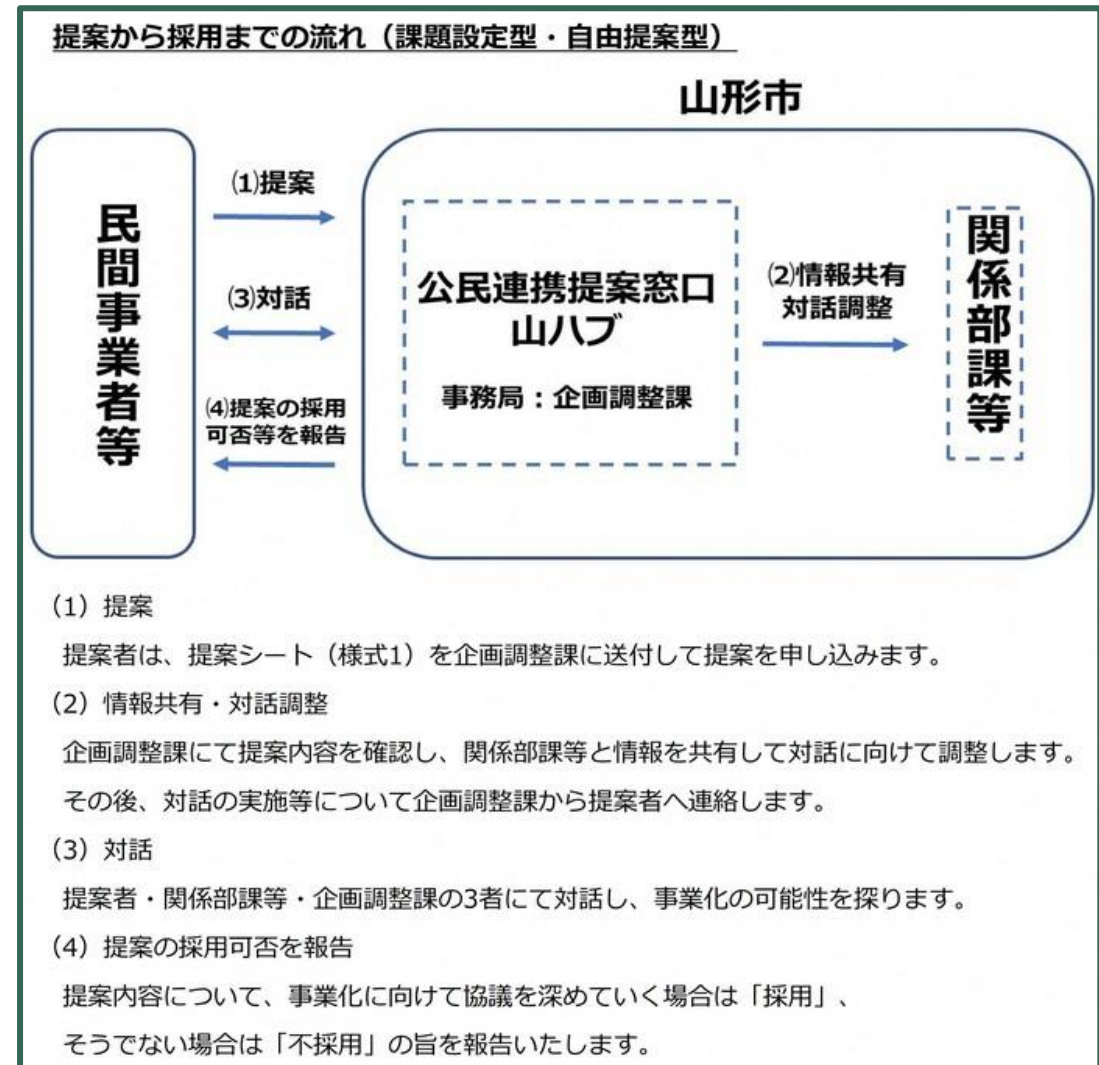 提案から採用までの流れ（課題設定型・自由提案型）
山形市
民間事業者等
⑴提案
⑶対話
⑷提案の採用
可否等を報告
公民連携提案窓口
山ハブ
事務局：企画調整課
⑵情報共有
対話調整
関係部課等
（1）提案
提案者は、提案シート（様式1）を企画調整課に送付して提案を申し込みます。
（2）情報共有・対話調整
企画調整課にて提案内容を確認し、関係部課等と情報を共有して対話に向けて調整します。
その後、対話の実施等について企画調整課から提案者へ連絡します。
（3）対話
提案者・関係部課等・企画調整課の3者にて対話し、事業化の可能性を探ります。
（4）提案の採用可否を報告
提案内容について、事業化に向けて協議を深めていく場合は「採用」、
そうでない場合は「不採用」の旨を報告いたします。